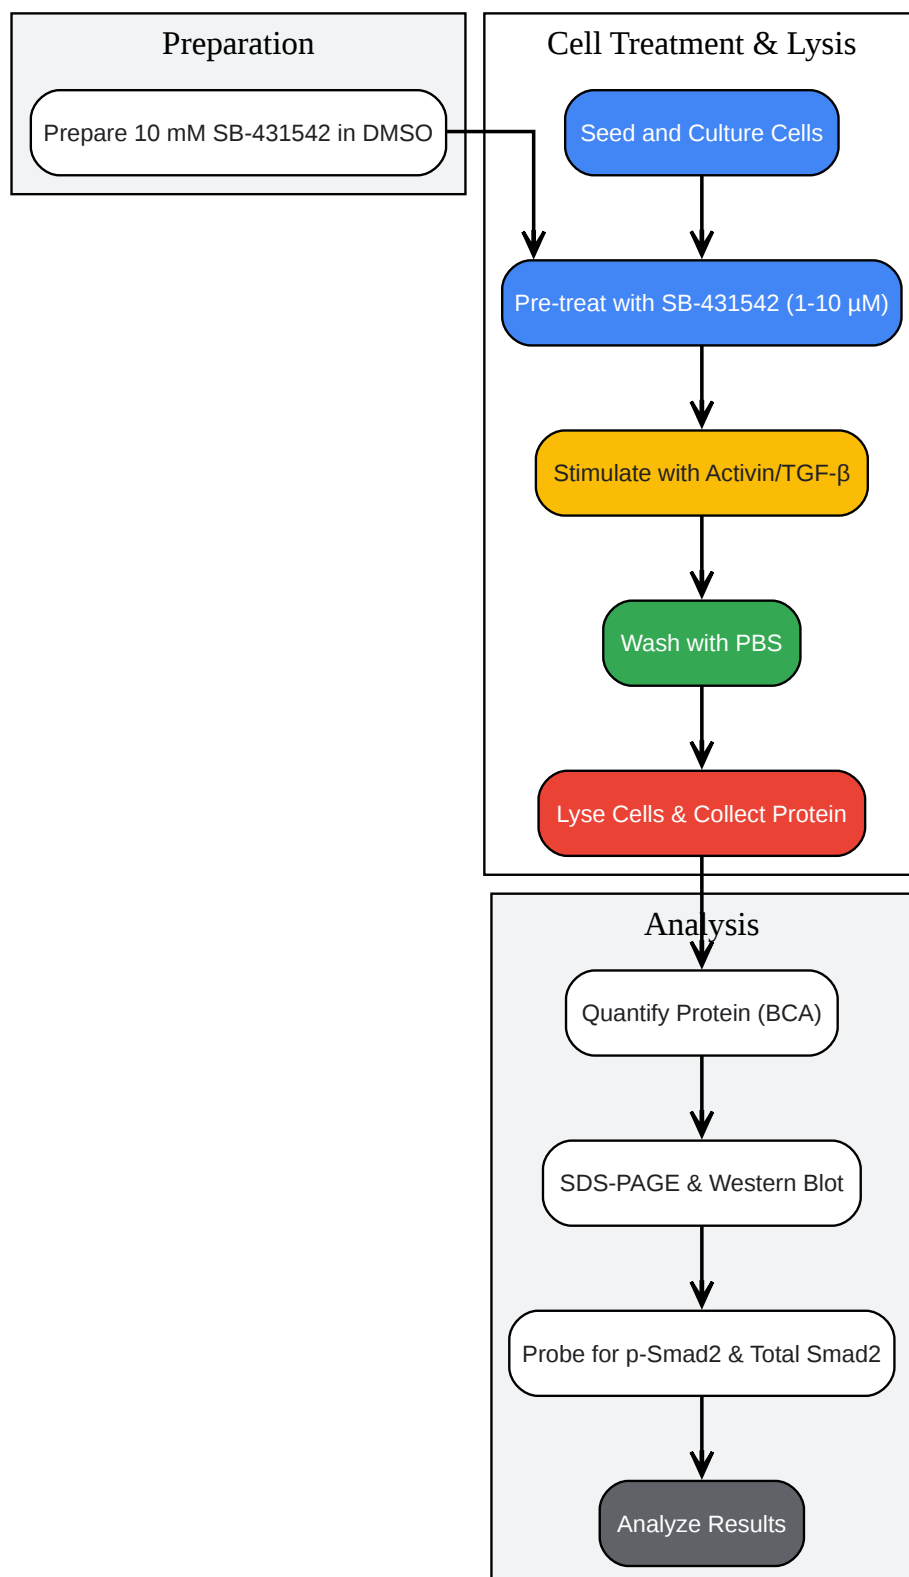 Preparation
Prepare 10 mM SB-431542 in DMSO
Cell Treatment & Lysis
Seed and Culture Cells
Pre-treat with SB-431542 (1-10 µM)
Stimulate with Activin/TGF-β
Wash with PBS
Lyse Cells & Collect Protein
Analysis
Quantify Protein (BCA)
SDS-PAGE & Western Blot
Probe for p-Smad2 & Total Smad2
Analyze Results